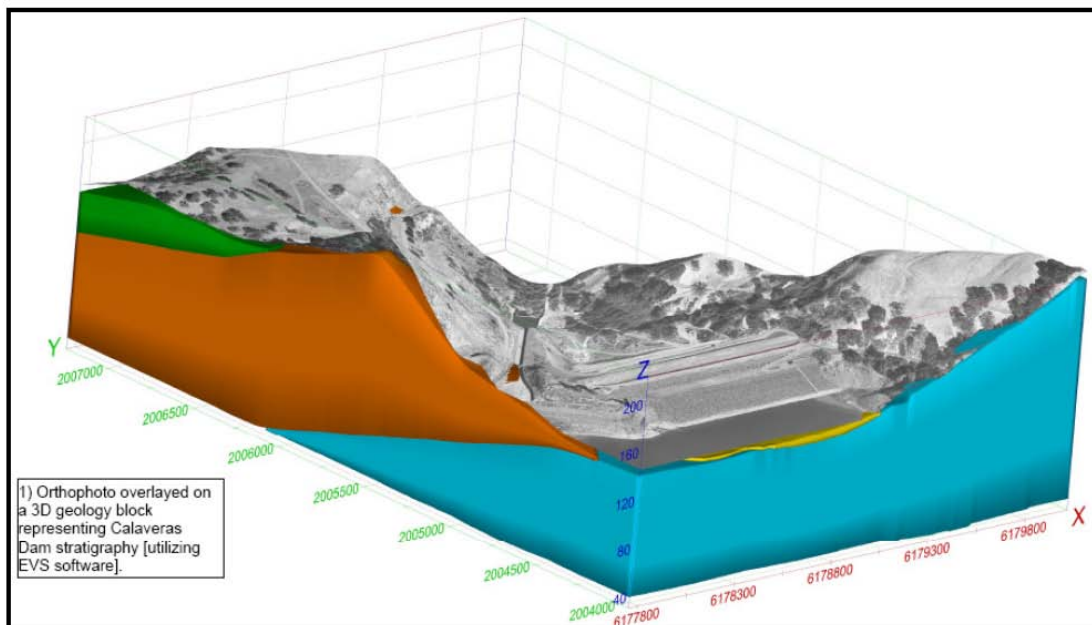 Y
2007000
2006500
2006000
2005500
2005000
2004500
2004000
Z
200
160
120
80
40
X
6177800
6178300
6178800
6179300
6179800
1) Orthophoto overlayed on
a 3D geology block
representing Calaveras
Dam stratigraphy [utilizing
EVS software].